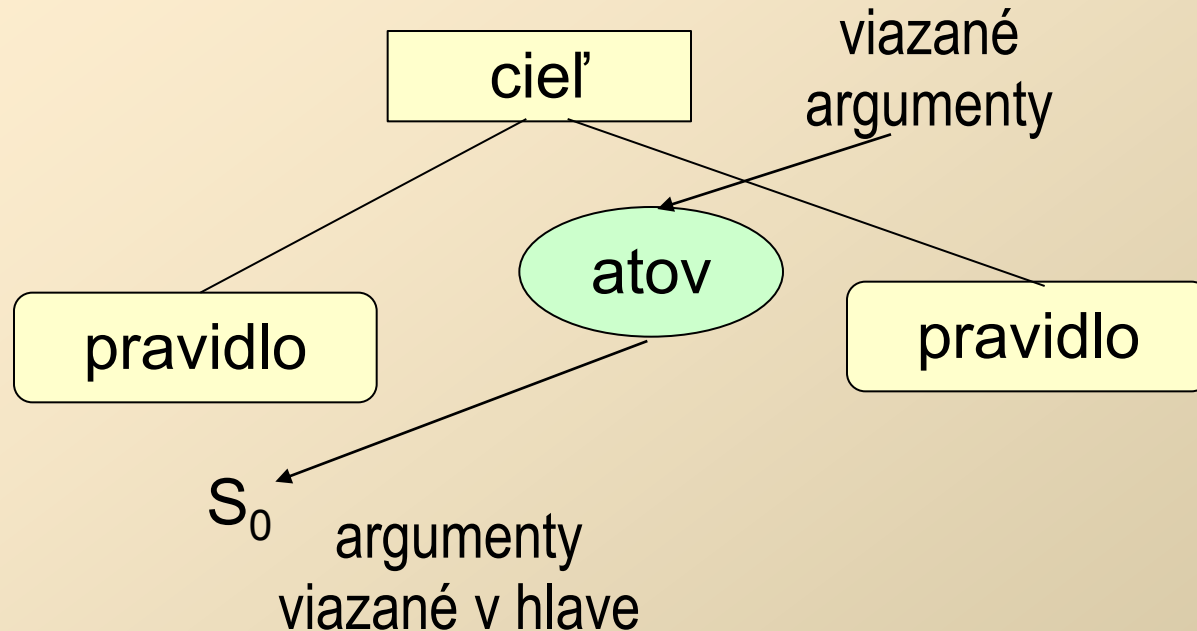 viazané
argumenty
cieľ
atov
pravidlo
pravidlo
S₀
argumenty
viazané v hlave